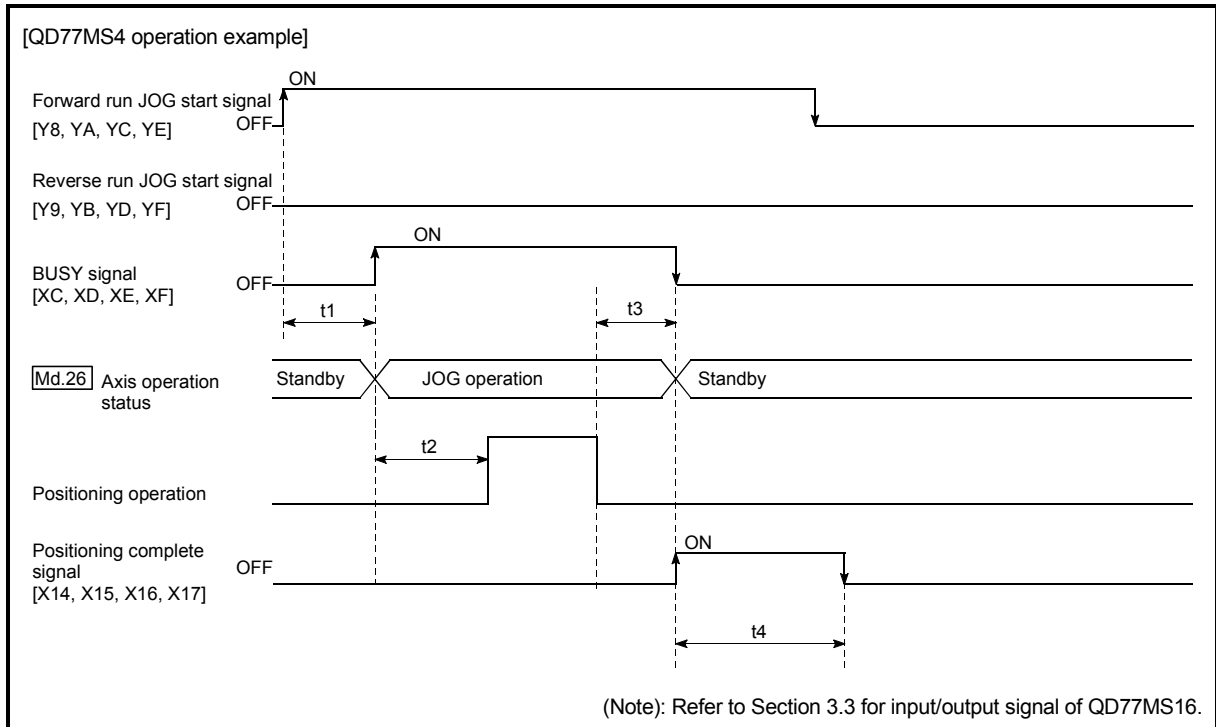 [QD77MS4 operation example]
ON
Forward run JOG start signal
[Y8, YA, YC, YE]
OFF
Reverse run JOG start signal
[Y9, YB, YD, YF]
OFF
ON
BUSY signal
[XC, XD, XE, XF]
OFF
t1
t3
Md.26 Axis operation
status
Standby
JOG operation
Standby
t2
Positioning operation
Positioning complete
signal
[X14, X15, X16, X17]
OFF
ON
t4
(Note): Refer to Section 3.3 for input/output signal of QD77MS16.